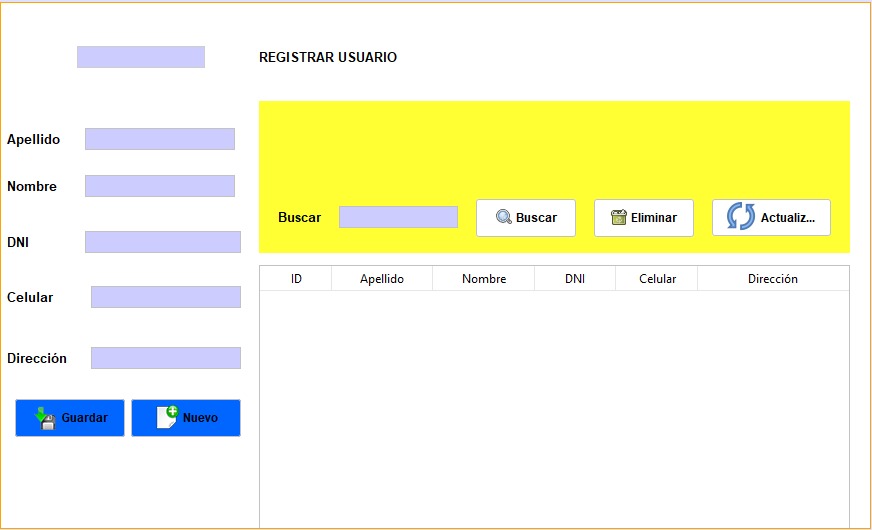 REGISTRAR USUARIO
Apellido
Nombre
DNI
Celular
Dirección
Guardar Nuevo
Buscar Buscar Eliminar Actualiz...
ID Apellido Nombre DNI Celular Dirección